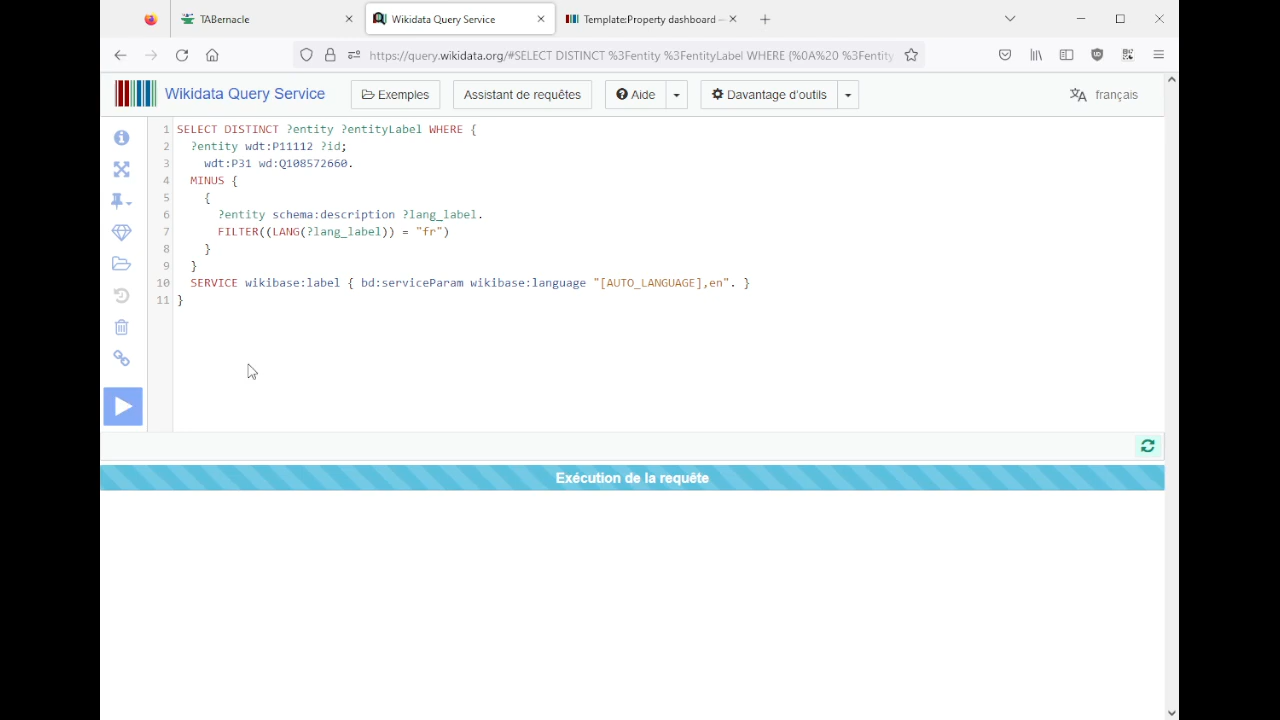 TABernacle
Wikidata Query Service
Template:Property dashboard –
https://query.wikidata.org/#SELECT DISTINCT %3Fentity %3FentityLabel WHERE {%0A%20 %3Fentity
Wikidata Query Service
Exemples
Assistant de requêtes
Aide
Davantage d'outils
français
1 SELECT DISTINCT ?entity ?entityLabel WHERE {
2 ?entity wdt:P11112 ?id;
3 wdt:P31 wd:Q108572660.
4 MINUS {
5 {
6 ?entity schema:description ?lang_label.
7 FILTER((LANG(?lang_label)) = "fr")
8 }
9 }
10 SERVICE wikibase:label { bd:serviceParam wikibase:language "[AUTO_LANGUAGE],en". }
11 }
Exécution de la requête